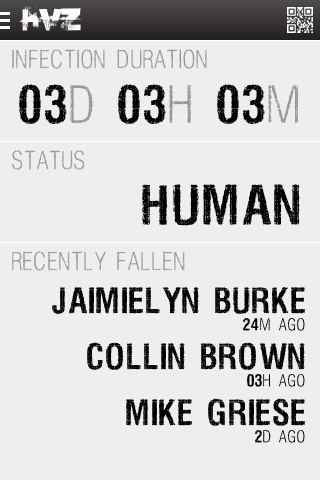 HVZ
INFECTION DURATION
03D 03H 03M
STATUS
HUMAN
RECENTLY FALLEN
JAIMIELYN BURKE
24M AGO
COLLIN BROWN
03H AGO
MIKE GRIESE
2D AGO